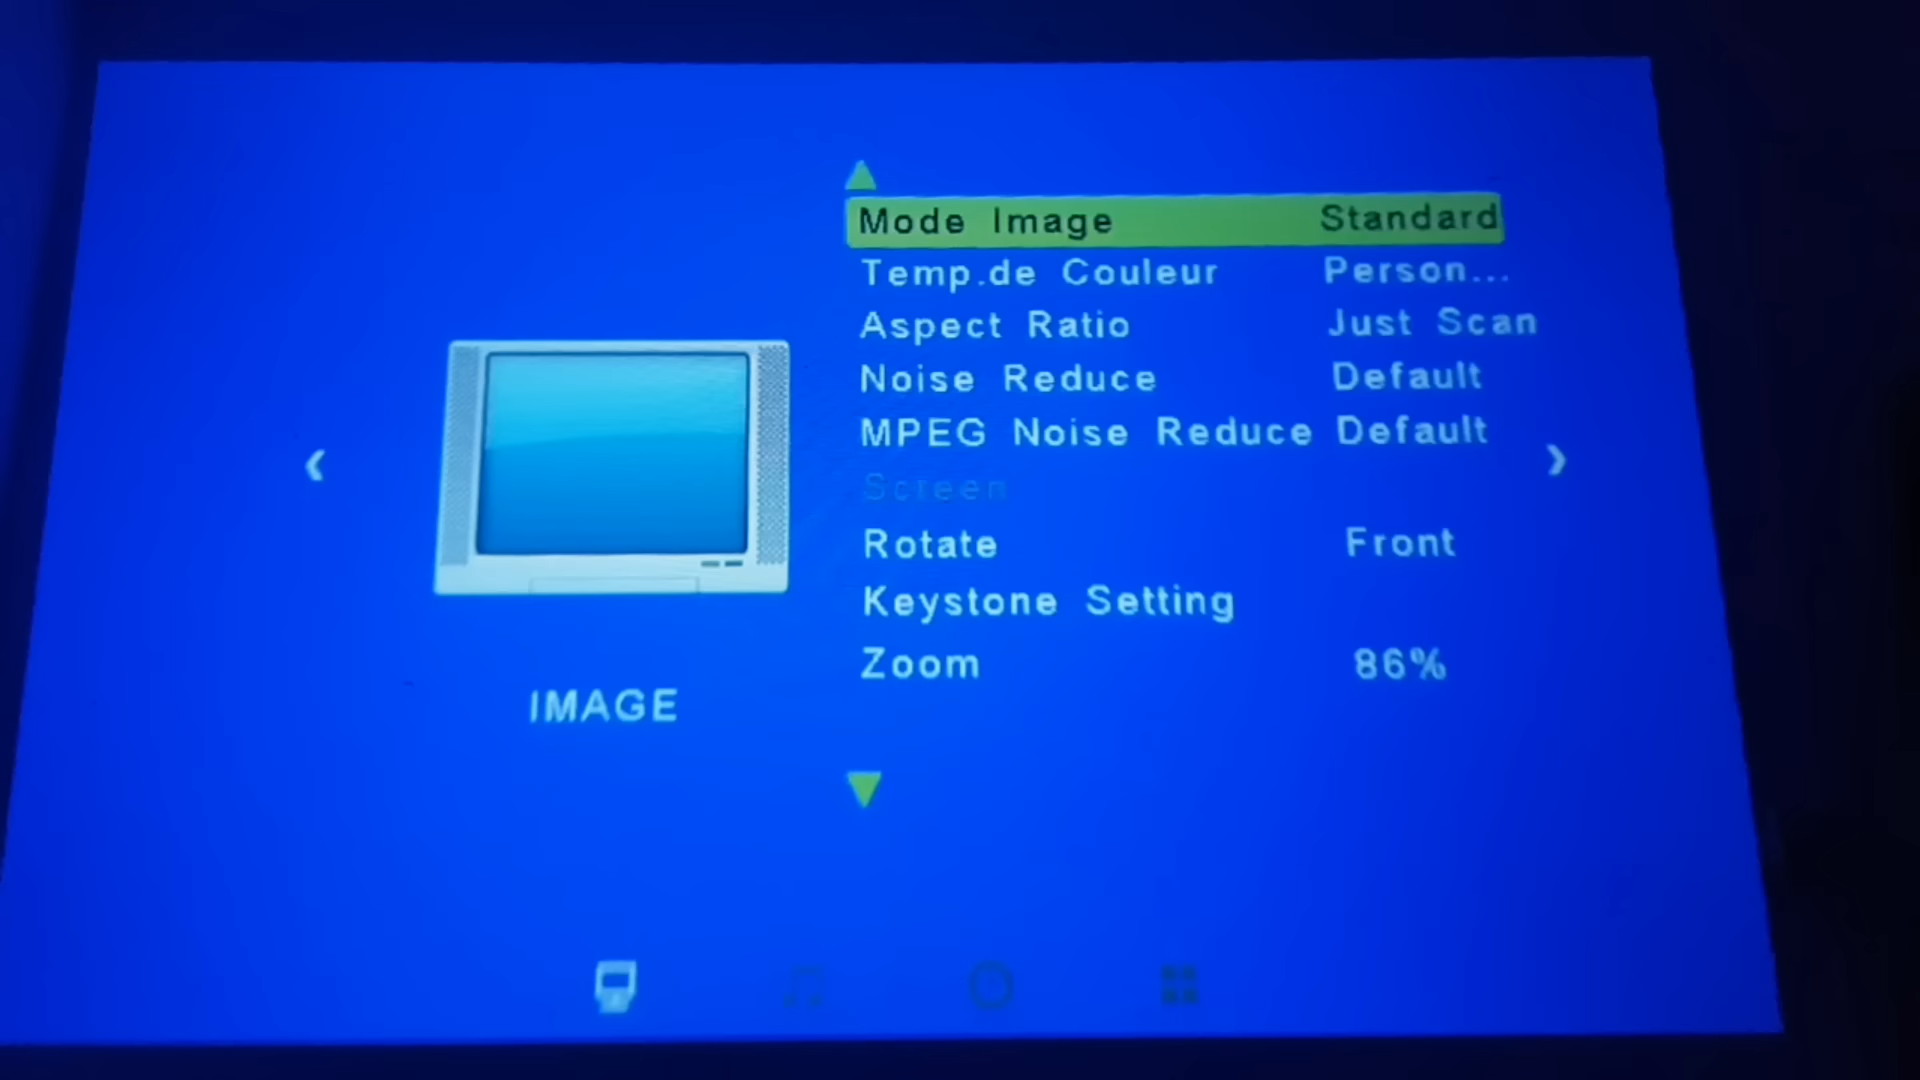 Mode Image Standard
Temp.de Couleur Person...
Aspect Ratio Just Scan
Noise Reduce Default
MPEG Noise Reduce Default
Screen
Rotate Front
Keystone Setting
Zoom 86%
IMAGE